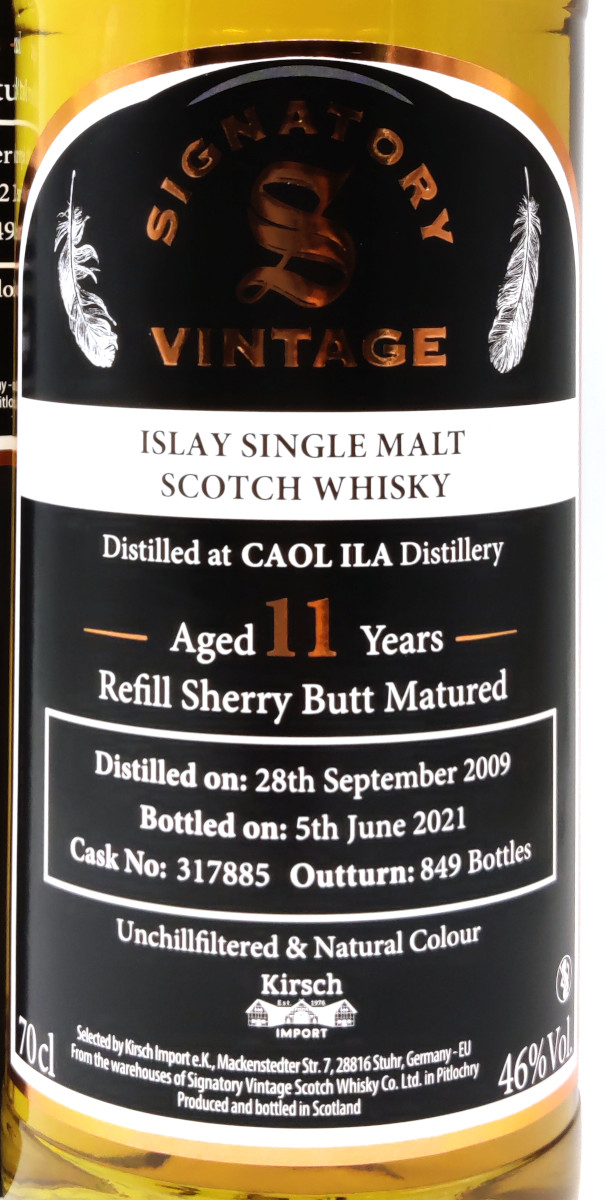 SIGNATORY
VINTAGE
ISLAY SINGLE MALT
SCOTCH WHISKY
Distilled at CAOL ILA Distillery
Aged 11 Years
Refill Sherry Butt Matured
Distilled on: 28th September 2009
Bottled on: 5th June 2021
Cask No: 317885 Outturn: 849 Bottles
Unchillfiltered & Natural Colour
Kirsch
Est. 1976
IMPORT
70 cl
Selected by Kirsch Import e.K., Mackenstedter Str. 7, 28816 Stuhr, Germany - EU
From the warehouses of Signatory Vintage Scotch Whisky Co. Ltd. in Pitlochry
Produced and bottled in Scotland
46%Vol.